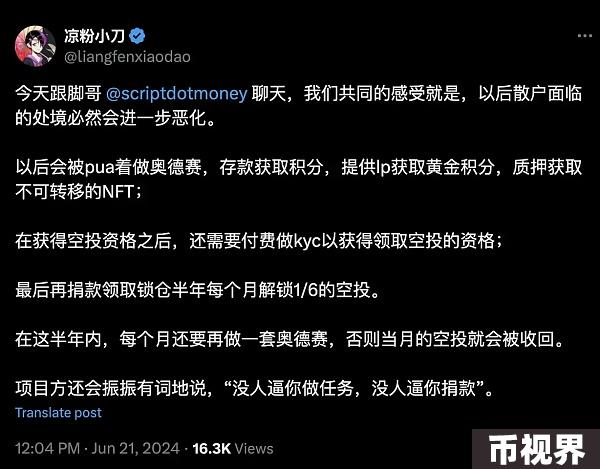 凉粉小刀
@liangfenxiaodao
今天跟脚哥 @scriptdotmoney 聊天，我们共同的感受就是，以后散户面临
的处境必然会进一步恶化。
以后会被pua着做奥德赛，存款获取积分，提供lp获取黄金积分，质押获取
不可转移的NFT；
在获得空投资格之后，还需要付费做kyc以获得领取空投的资格；
最后再捐款领取锁仓半年每个月解锁1/6的空投。
在这半年内，每个月还要再做一套奥德赛，否则当月的空投就会被收回。
项目方还会振振有词地说，“没人逼你做任务，没人逼你捐款”。
Translate post
12:04 PM · Jun 21, 2024 · 16.3K Views
币视界